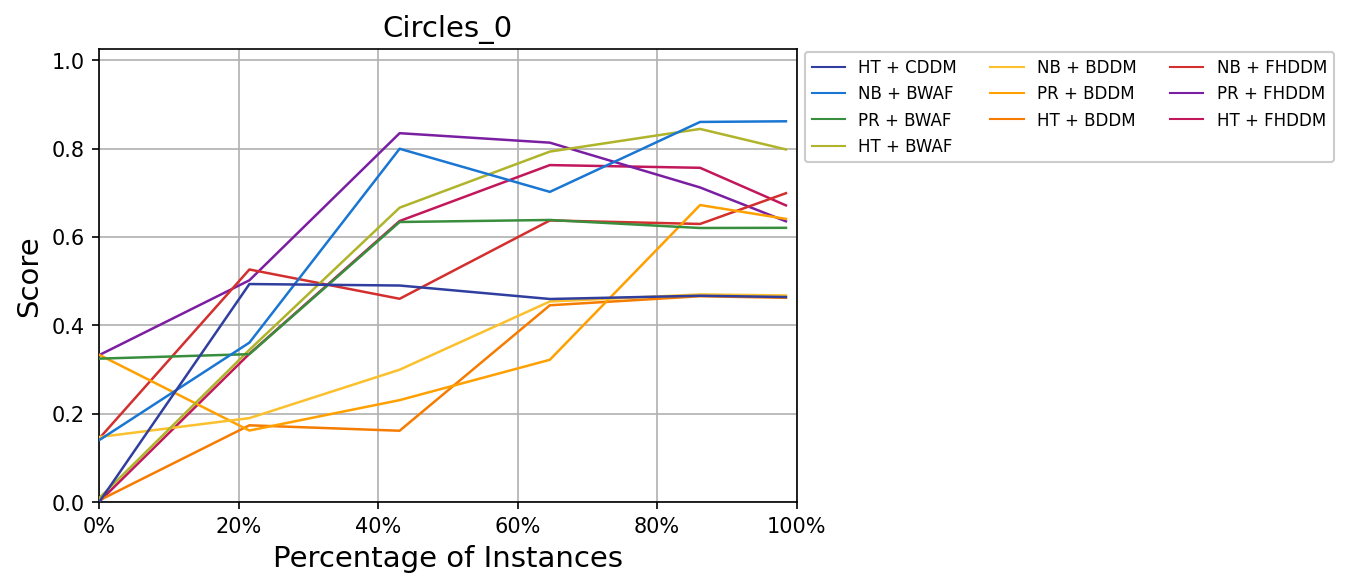 Circles_0
1.0
0.8
0.6
0.4
0.2
0.0
Score
0% 20% 40% 60% 80% 100%
Percentage of Instances
HT + CDDM
NB + BWAF
PR + BWAF
HT + BWAF
NB + BDDM
PR + BDDM
HT + BDDM
NB + FHDDM
PR + FHDDM
HT + FHDDM